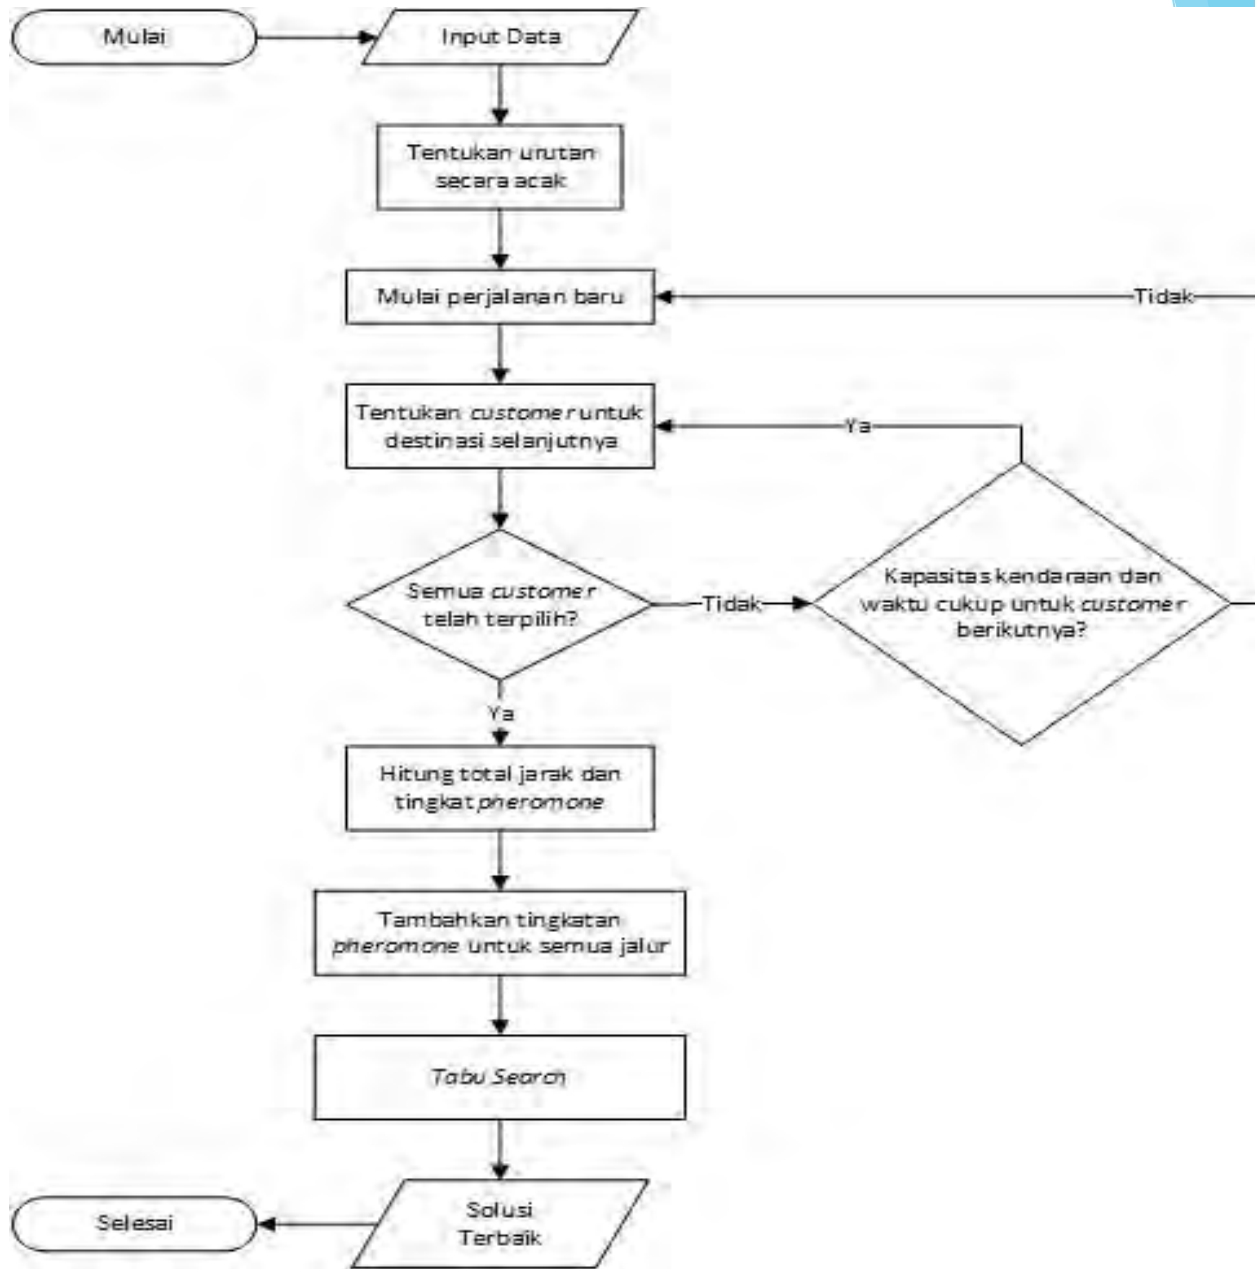 Mulai
Input Data
Tentukan urutan
secara acak
Mulai perjalanan baru
Tidak
Tentukan customer untuk
destinasi selanjutnya
Ya
Semua customer
telah terpilih?
Tidak
Kapasitas kendaraan dan
waktu cukup untuk customer
berikutnya?
Ya
Hitung total jarak dan
tingkat pheromone
Tambahkan tingkatan
pheromone untuk semua jalur
Tabu Search
Solusi
Terbaik
Selesai